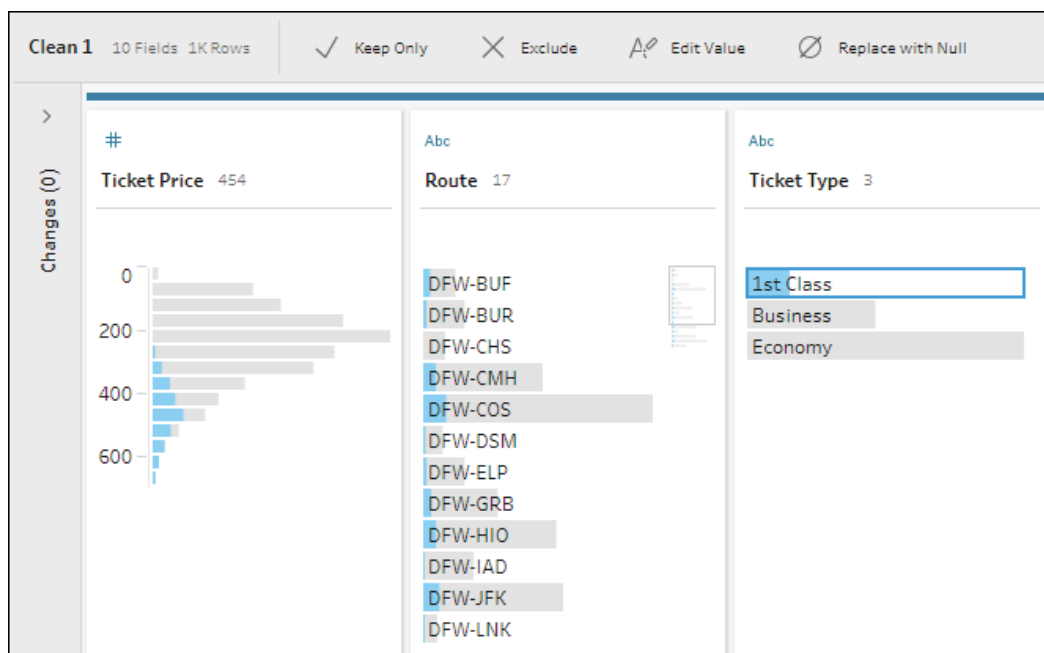 Clean 1 10 Fields 1K Rows Keep Only Exclude Edit Value Replace with Null
Changes (0)
# Abc Abc
Ticket Price 454 Route 17 Ticket Type 3
0
200
400
600
DFW-BUF
DFW-BUR
DFW-CHS
DFW-CMH
DFW-COS
DFW-DSM
DFW-ELP
DFW-GRB
DFW-HIO
DFW-IAD
DFW-JFK
DFW-LNK
1st Class
Business
Economy